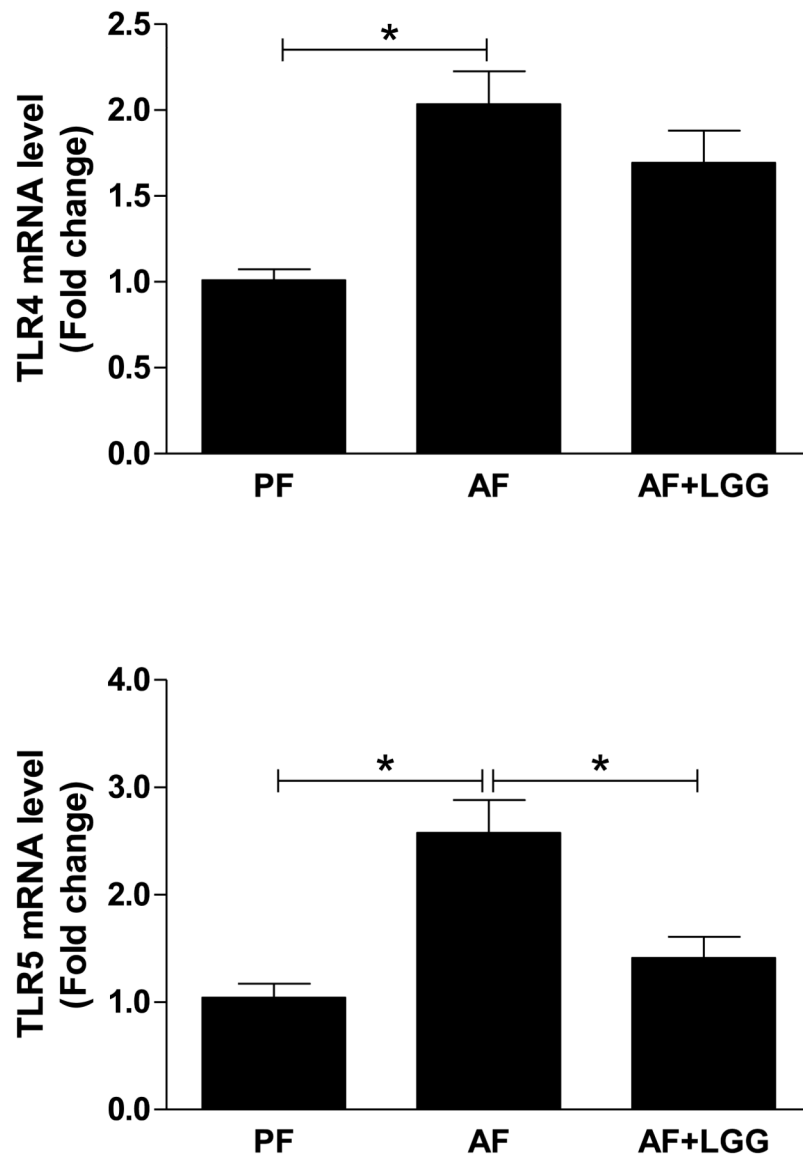 TLR4 mRNA level
(Fold change)
2.5
2.0
1.5
1.0
0.5
0.0
*
PF AF AF+LGG
TLR5 mRNA level
(Fold change)
4.0
3.0
2.0
1.0
0.0
* *
PF AF AF+LGG